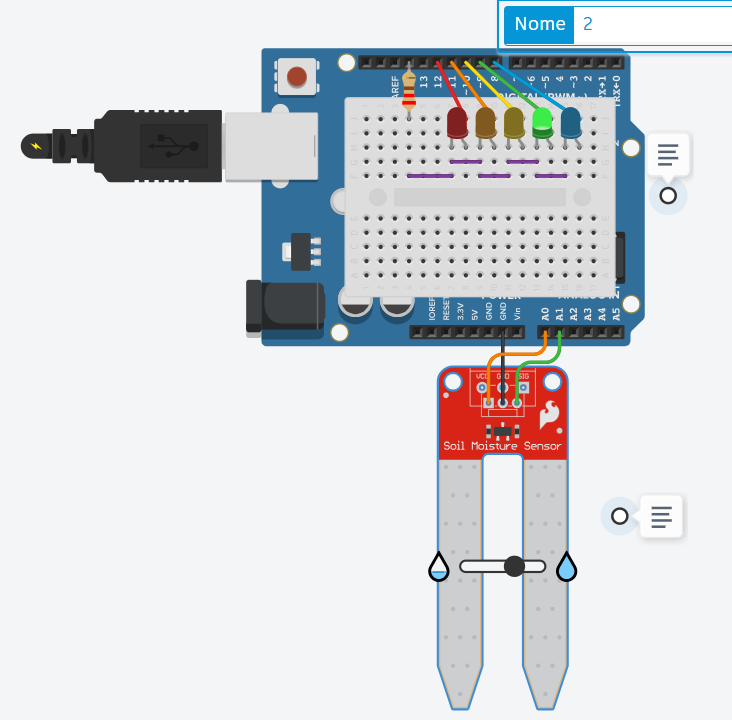 Nome 2
AREF 13 12 11 ~10 ~9 8 7 ~6 ~5 4 ~3 2 TX→1 RX←0
DIGITAL (PWM~)
POWER ANALOG IN
IOREF RESET 3.3V 5V GND GND Vin A0 A1 A2 A3 A4 A5
VCC GND SIG
Soil Moisture Sensor